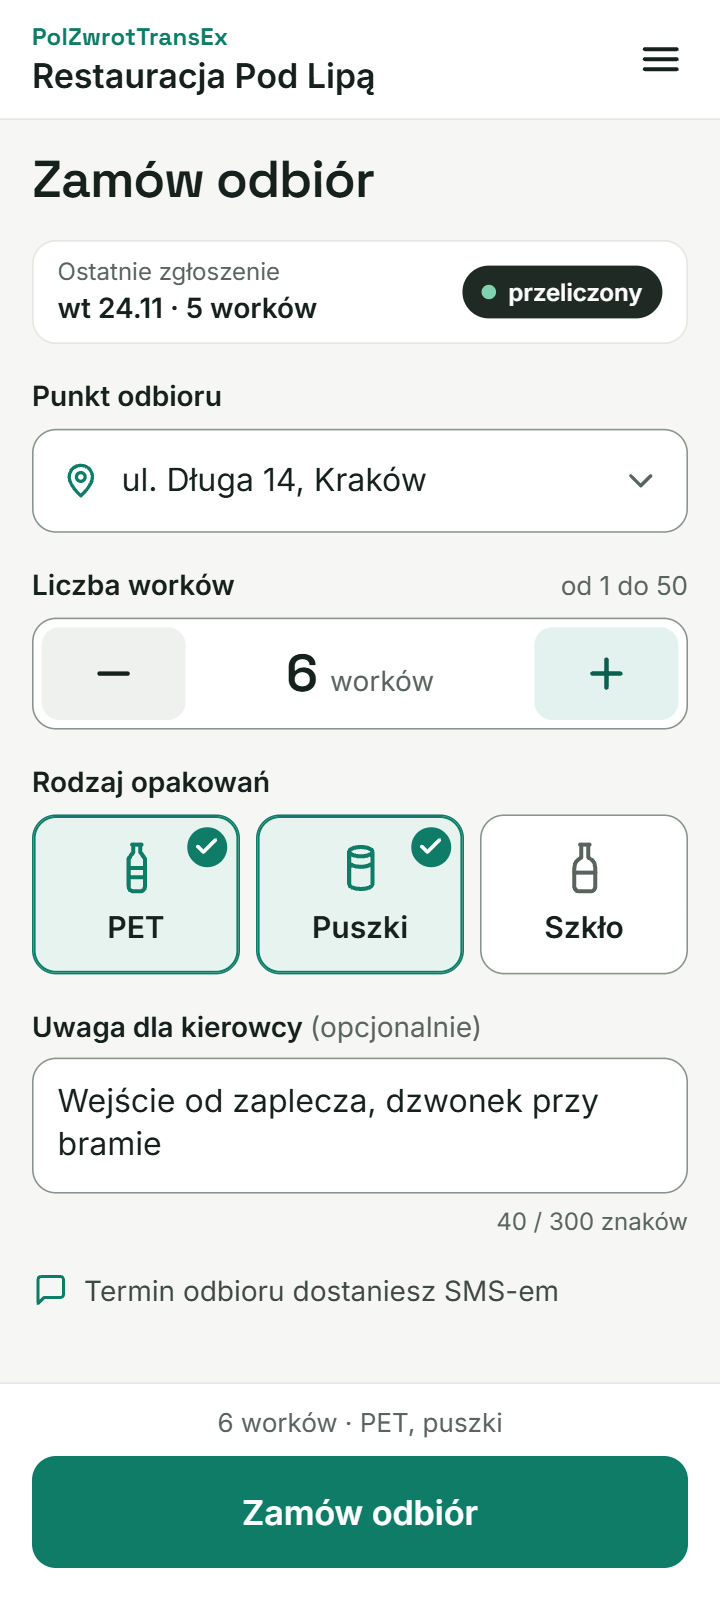 PolZwrotTransEx
Restauracja Pod Lipą
Zamów odbiór
Ostatnie zgłoszenie
wt 24.11 · 5 worków
przeliczony
Punkt odbioru
ul. Długa 14, Kraków
Liczba worków
od 1 do 50
6 worków
Rodzaj opakowań
PET
Puszki
Szkło
Uwaga dla kierowcy (opcjonalnie)
Wejście od zaplecza, dzwonek przy
bramie
40 / 300 znaków
Termin odbioru dostaniesz SMS-em
6 worków · PET, puszki
Zamów odbiór